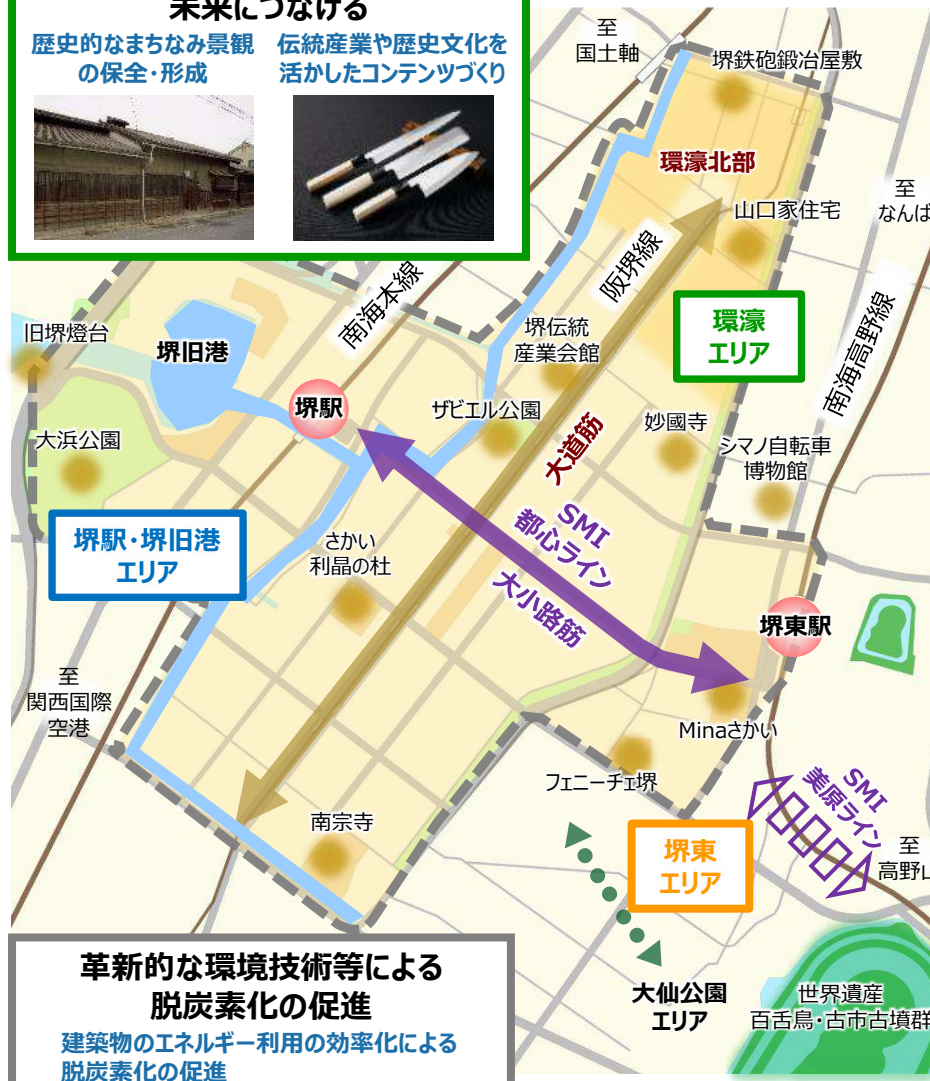 未来につなげる
歴史的なまちなみ景観
の保全・形成
伝統産業や歴史文化を
活かしたコンテンツづくり
至
国土軸
堺鉄砲鍛冶屋敷
環濠北部
至
なんば
山口家住宅
阪堺線
南海本線
環濠
エリア
南海高野線
旧堺燈台
堺旧港
堺伝統
産業会館
堺駅
ザビエル公園
大道筋
妙國寺
シマノ自転車
博物館
大浜公園
堺駅・堺旧港
エリア
さかい
利晶の杜
SMI
都心ライン
大小路筋
堺東駅
至
関西国際
空港
Minaさかい
フェニーチェ堺
SMI
美原ライン
南宗寺
堺東
エリア
至
高野山
大仙公園
エリア
世界遺産
百舌鳥・古市古墳群
革新的な環境技術等による
脱炭素化の促進
建築物のエネルギー利用の効率化による
脱炭素化の促進